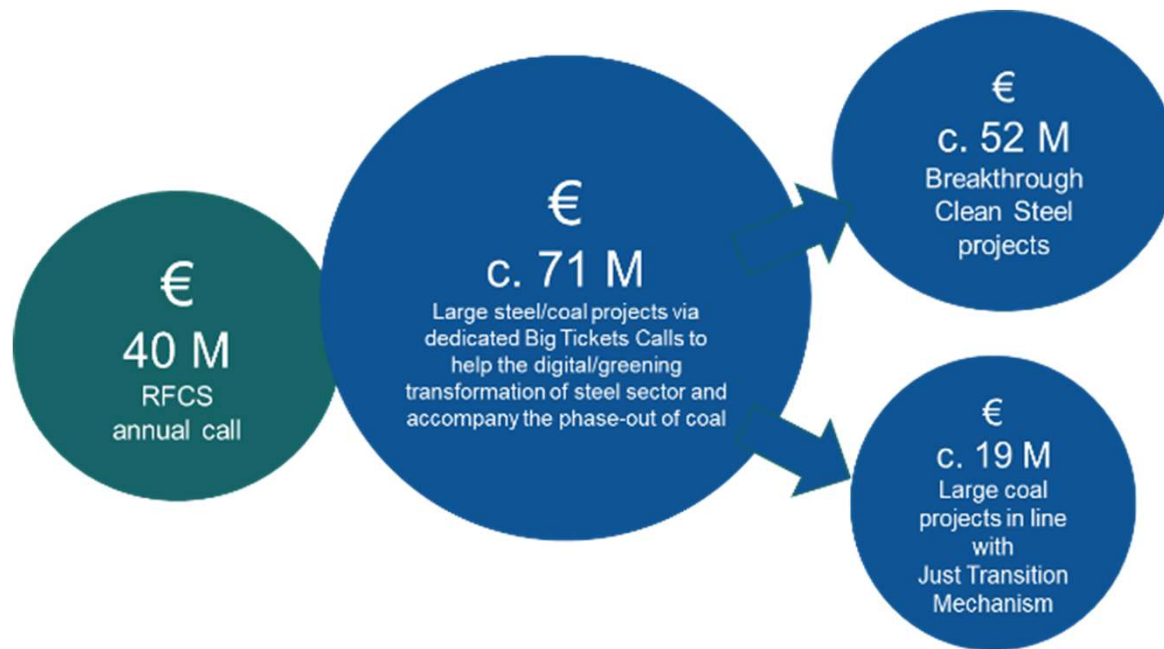 €
40 M
RFCS
annual call
€
c. 71 M
Large steel/coal projects via
dedicated Big Tickets Calls to
help the digital/greening
transformation of steel sector and
accompany the phase-out of coal
€
c. 52 M
Breakthrough
Clean Steel
projects
€
c. 19 M
Large coal
projects in line
with
Just Transition
Mechanism